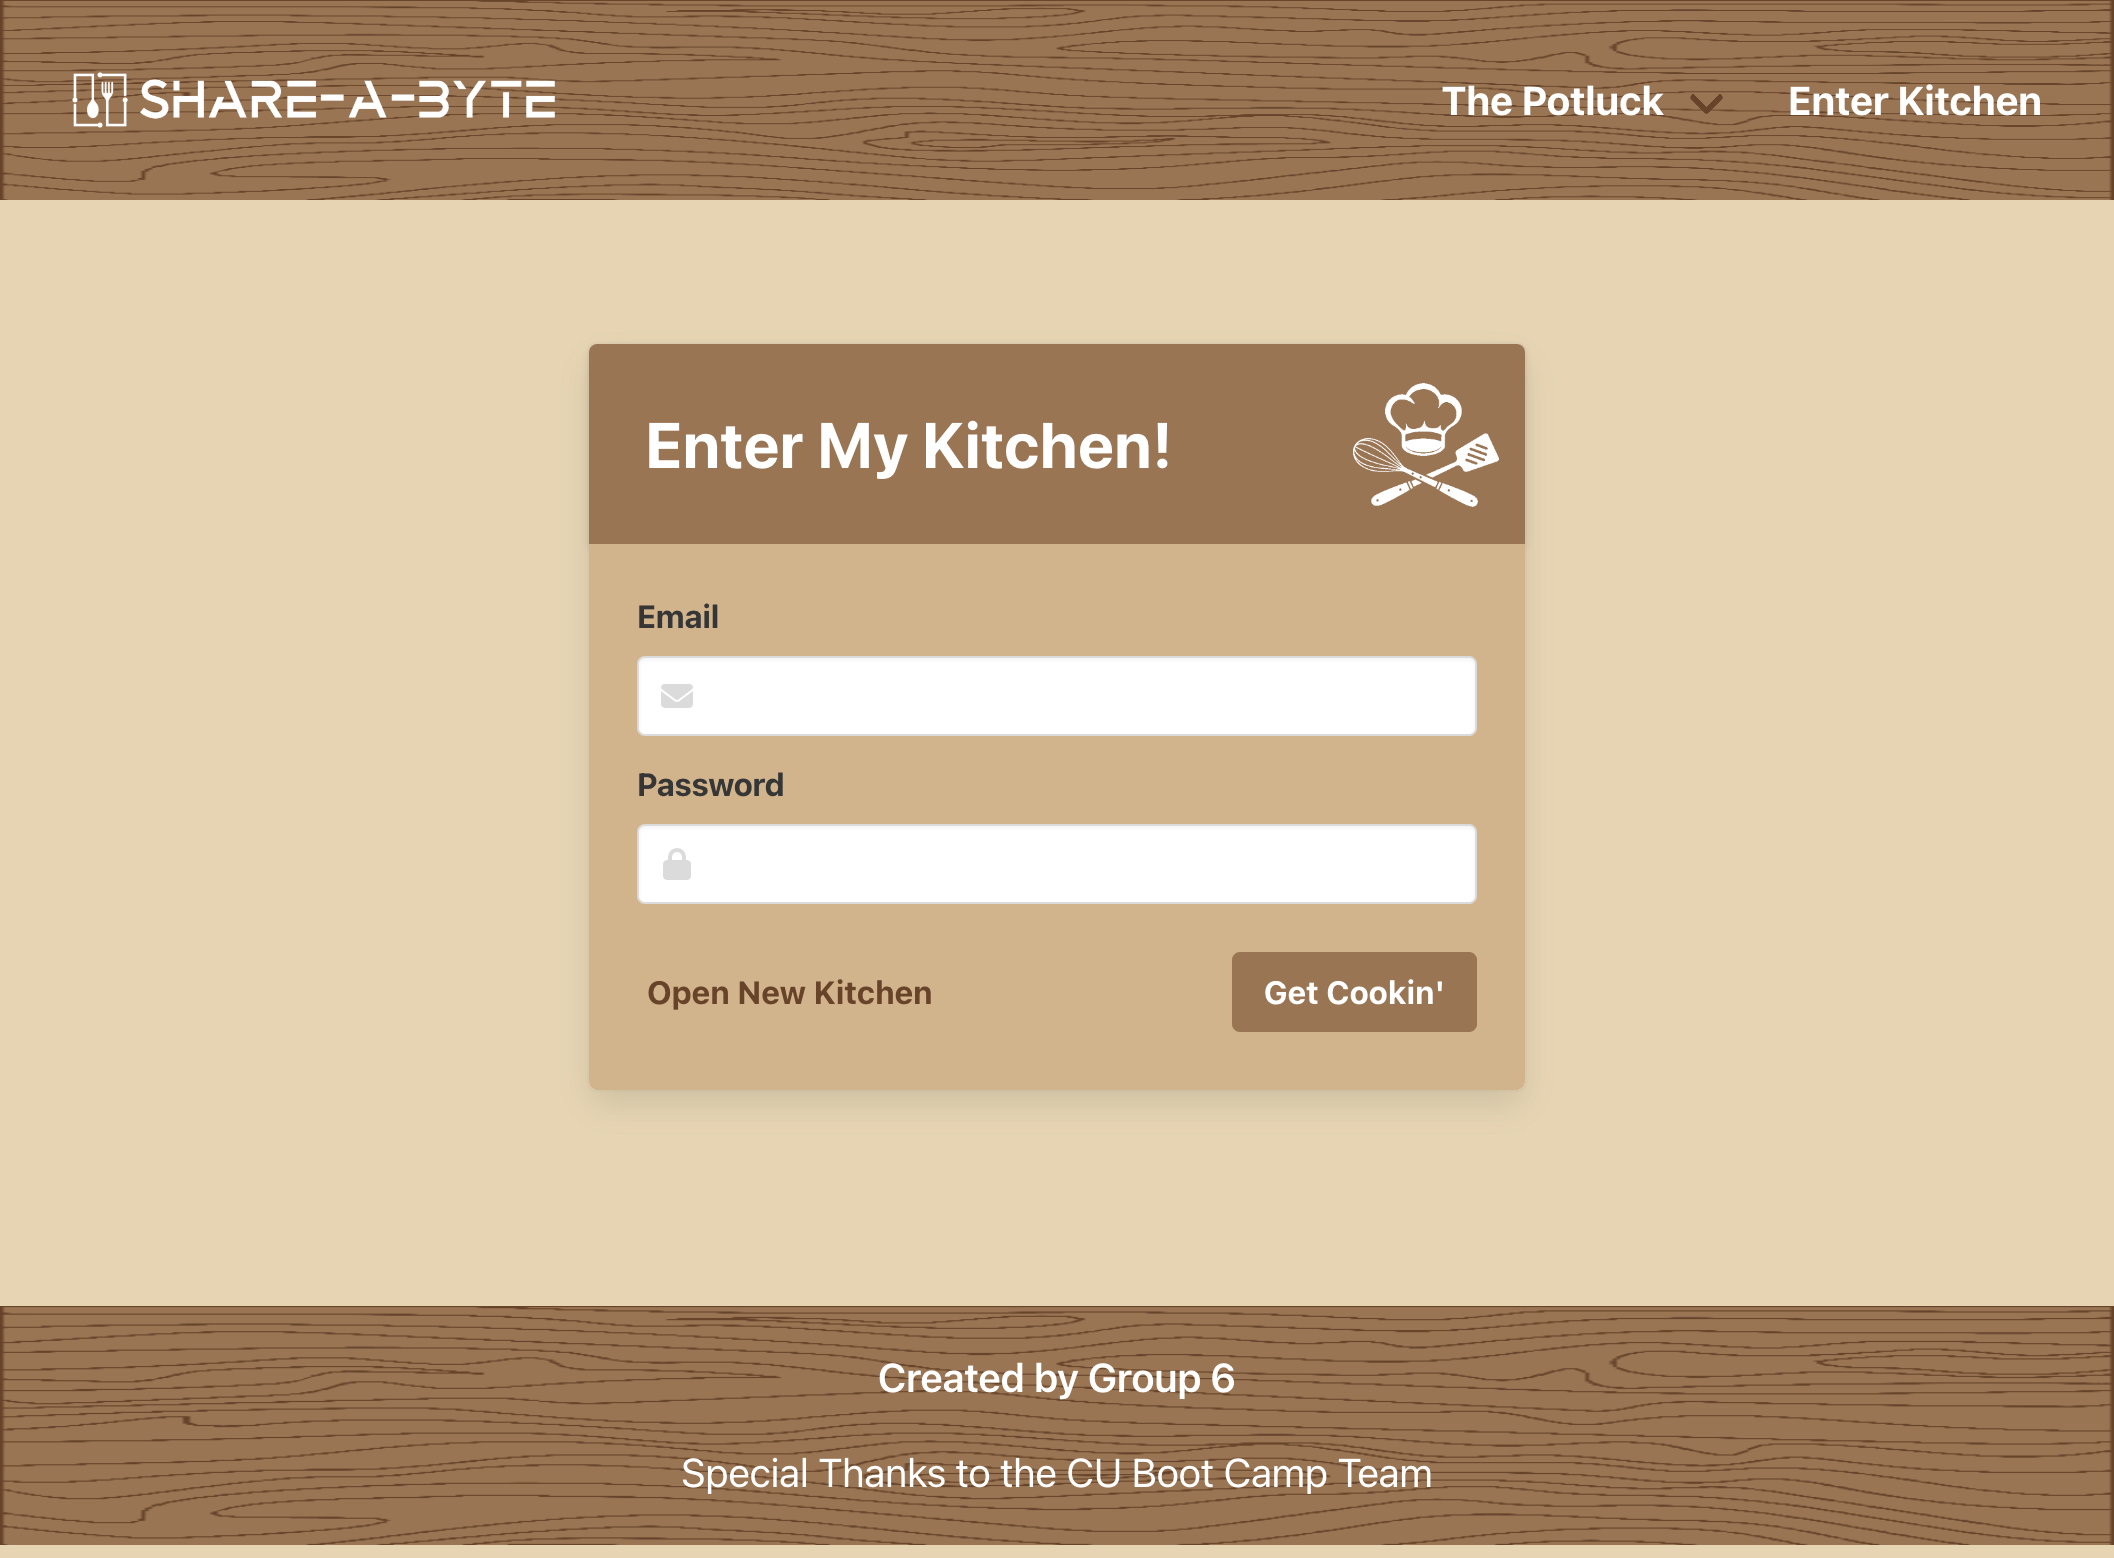 SHARE-A-BYTE
The Potluck
Enter Kitchen
Enter My Kitchen!
Email
Password
Open New Kitchen
Get Cookin'
Created by Group 6
Special Thanks to the CU Boot Camp Team